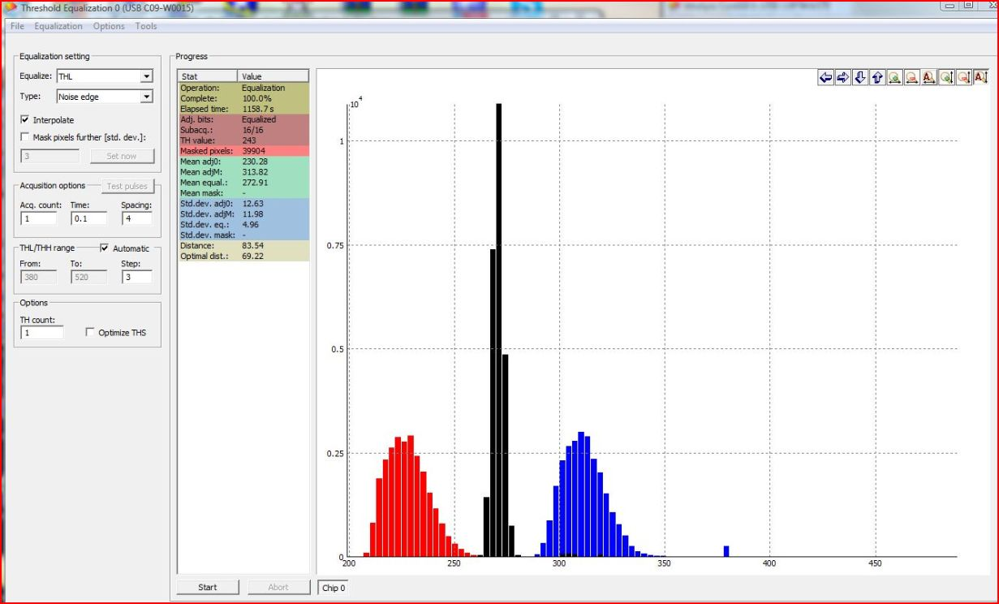 Threshold Equalization 0 (USB C09-W0015)
File Equalization Options Tools
Equalization setting
Equalize: THL
Type: Noise edge
Interpolate
Mask pixels further [std. dev.]:
3 Set now
Acqusition options Test pulses
Acq. count: Time: Spacing:
1 0.1 4
THL/THH range Automatic
From: To: Step:
380 520 3
Options
TH count:
1 Optimize THS
Progress
Stat Value
Operation: Equalization
Complete: 100.0%
Elapsed time: 1158.7 s
Adj. bits: Equalized
Subacq.: 16/16
TH value: 243
Masked pixels: 39904
Mean adj0: 230.28
Mean adjM: 313.82
Mean equal.: 272.91
Mean mask: -
Std.dev. adj0: 12.63
Std.dev. adjM: 11.98
Std.dev. eq.: 4.96
Std.dev. mask: -
Distance: 83.54
Optimal dist.: 69.22
A A
10^4
1
0.75
0.5
0.25
0
200 250 300 350 400 450
Start Abort Chip 0